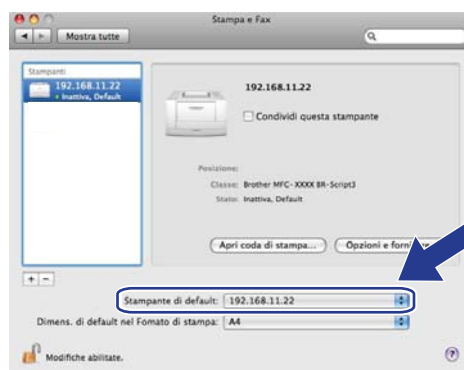 Stampa e Fax
Mostra tutte
Stampanti
192.168.11.22
Inattiva, Default
192.168.11.22
Condividi questa stampante
Posizione:
Classe: Brother MFC-XXXX BR-Script3
Stato: Inattiva, Default
Apri coda di stampa...
Opzioni e
Stampante di default: 192.168.11.22
Dimens. di default nel Fomato di stampa: A4
Modifiche abilitate.